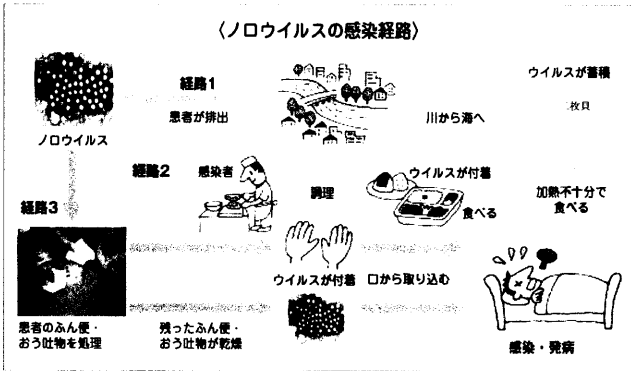 〈ノロウイルスの感染経路〉
ノロウイルス
経路1
患者が排出
川から海へ
ウイルスが蓄積
枚貝
加熱不十分で
食べる
経路2
感染者
調理
ウイルスが付着
食べる
経路3
患者のふん便・
おう吐物を処理
残ったふん便・
おう吐物が乾燥
ウイルスが付着
口から取り込む
感染・発病